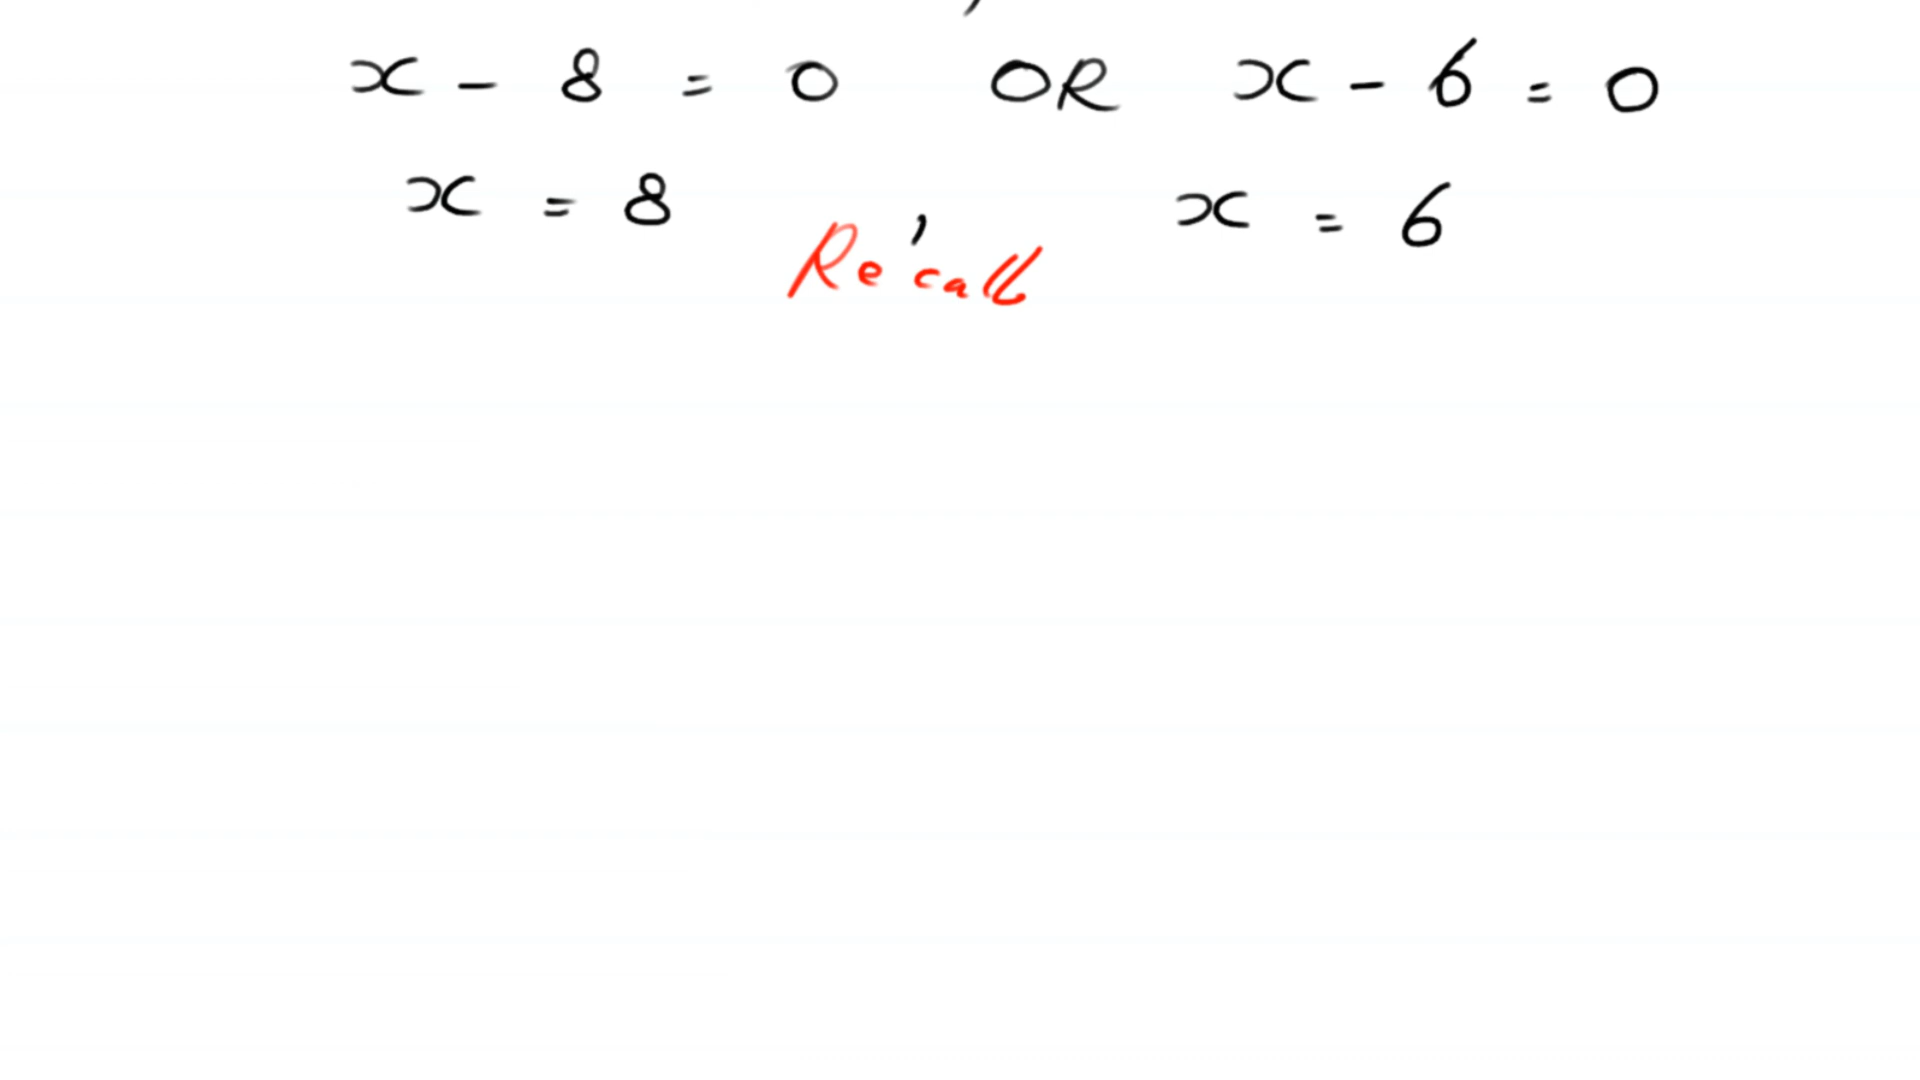 x - 8 = 0 OR x - 6 = 0
x = 8 , x = 6
Recall